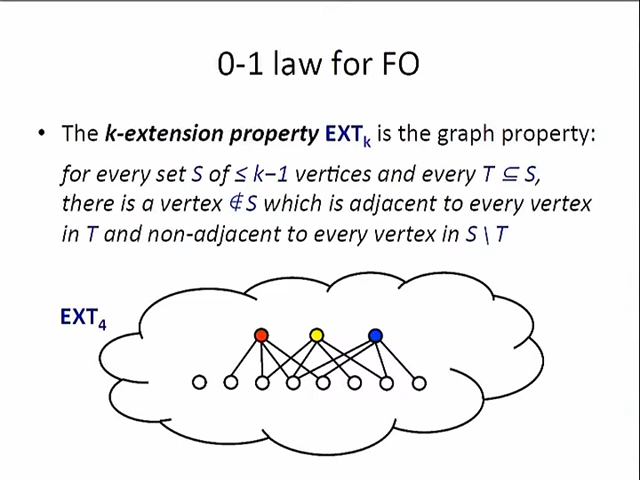 0-1 law for FO
• The k-extension property EXTk is the graph property:
for every set S of ≤ k−1 vertices and every T ⊆ S,
there is a vertex ∉ S which is adjacent to every vertex
in T and non-adjacent to every vertex in S \ T
EXT4